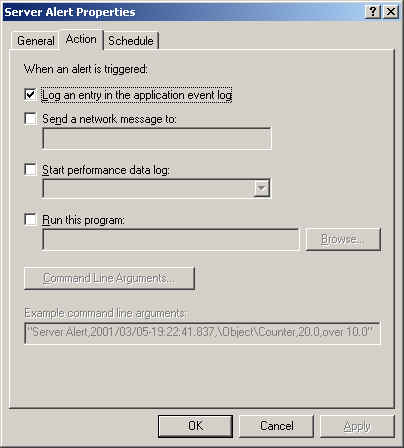 Server Alert Properties
General Action Schedule
When an alert is triggered:
Log an entry in the application event log
Send a network message to:
Start performance data log:
Run this program:
Browse...
Command Line Arguments...
Example command line arguments:
"Server Alert,2001/03/05-19:22:41.837,\Object\Counter,20.0,over 10.0"
OK Cancel Apply